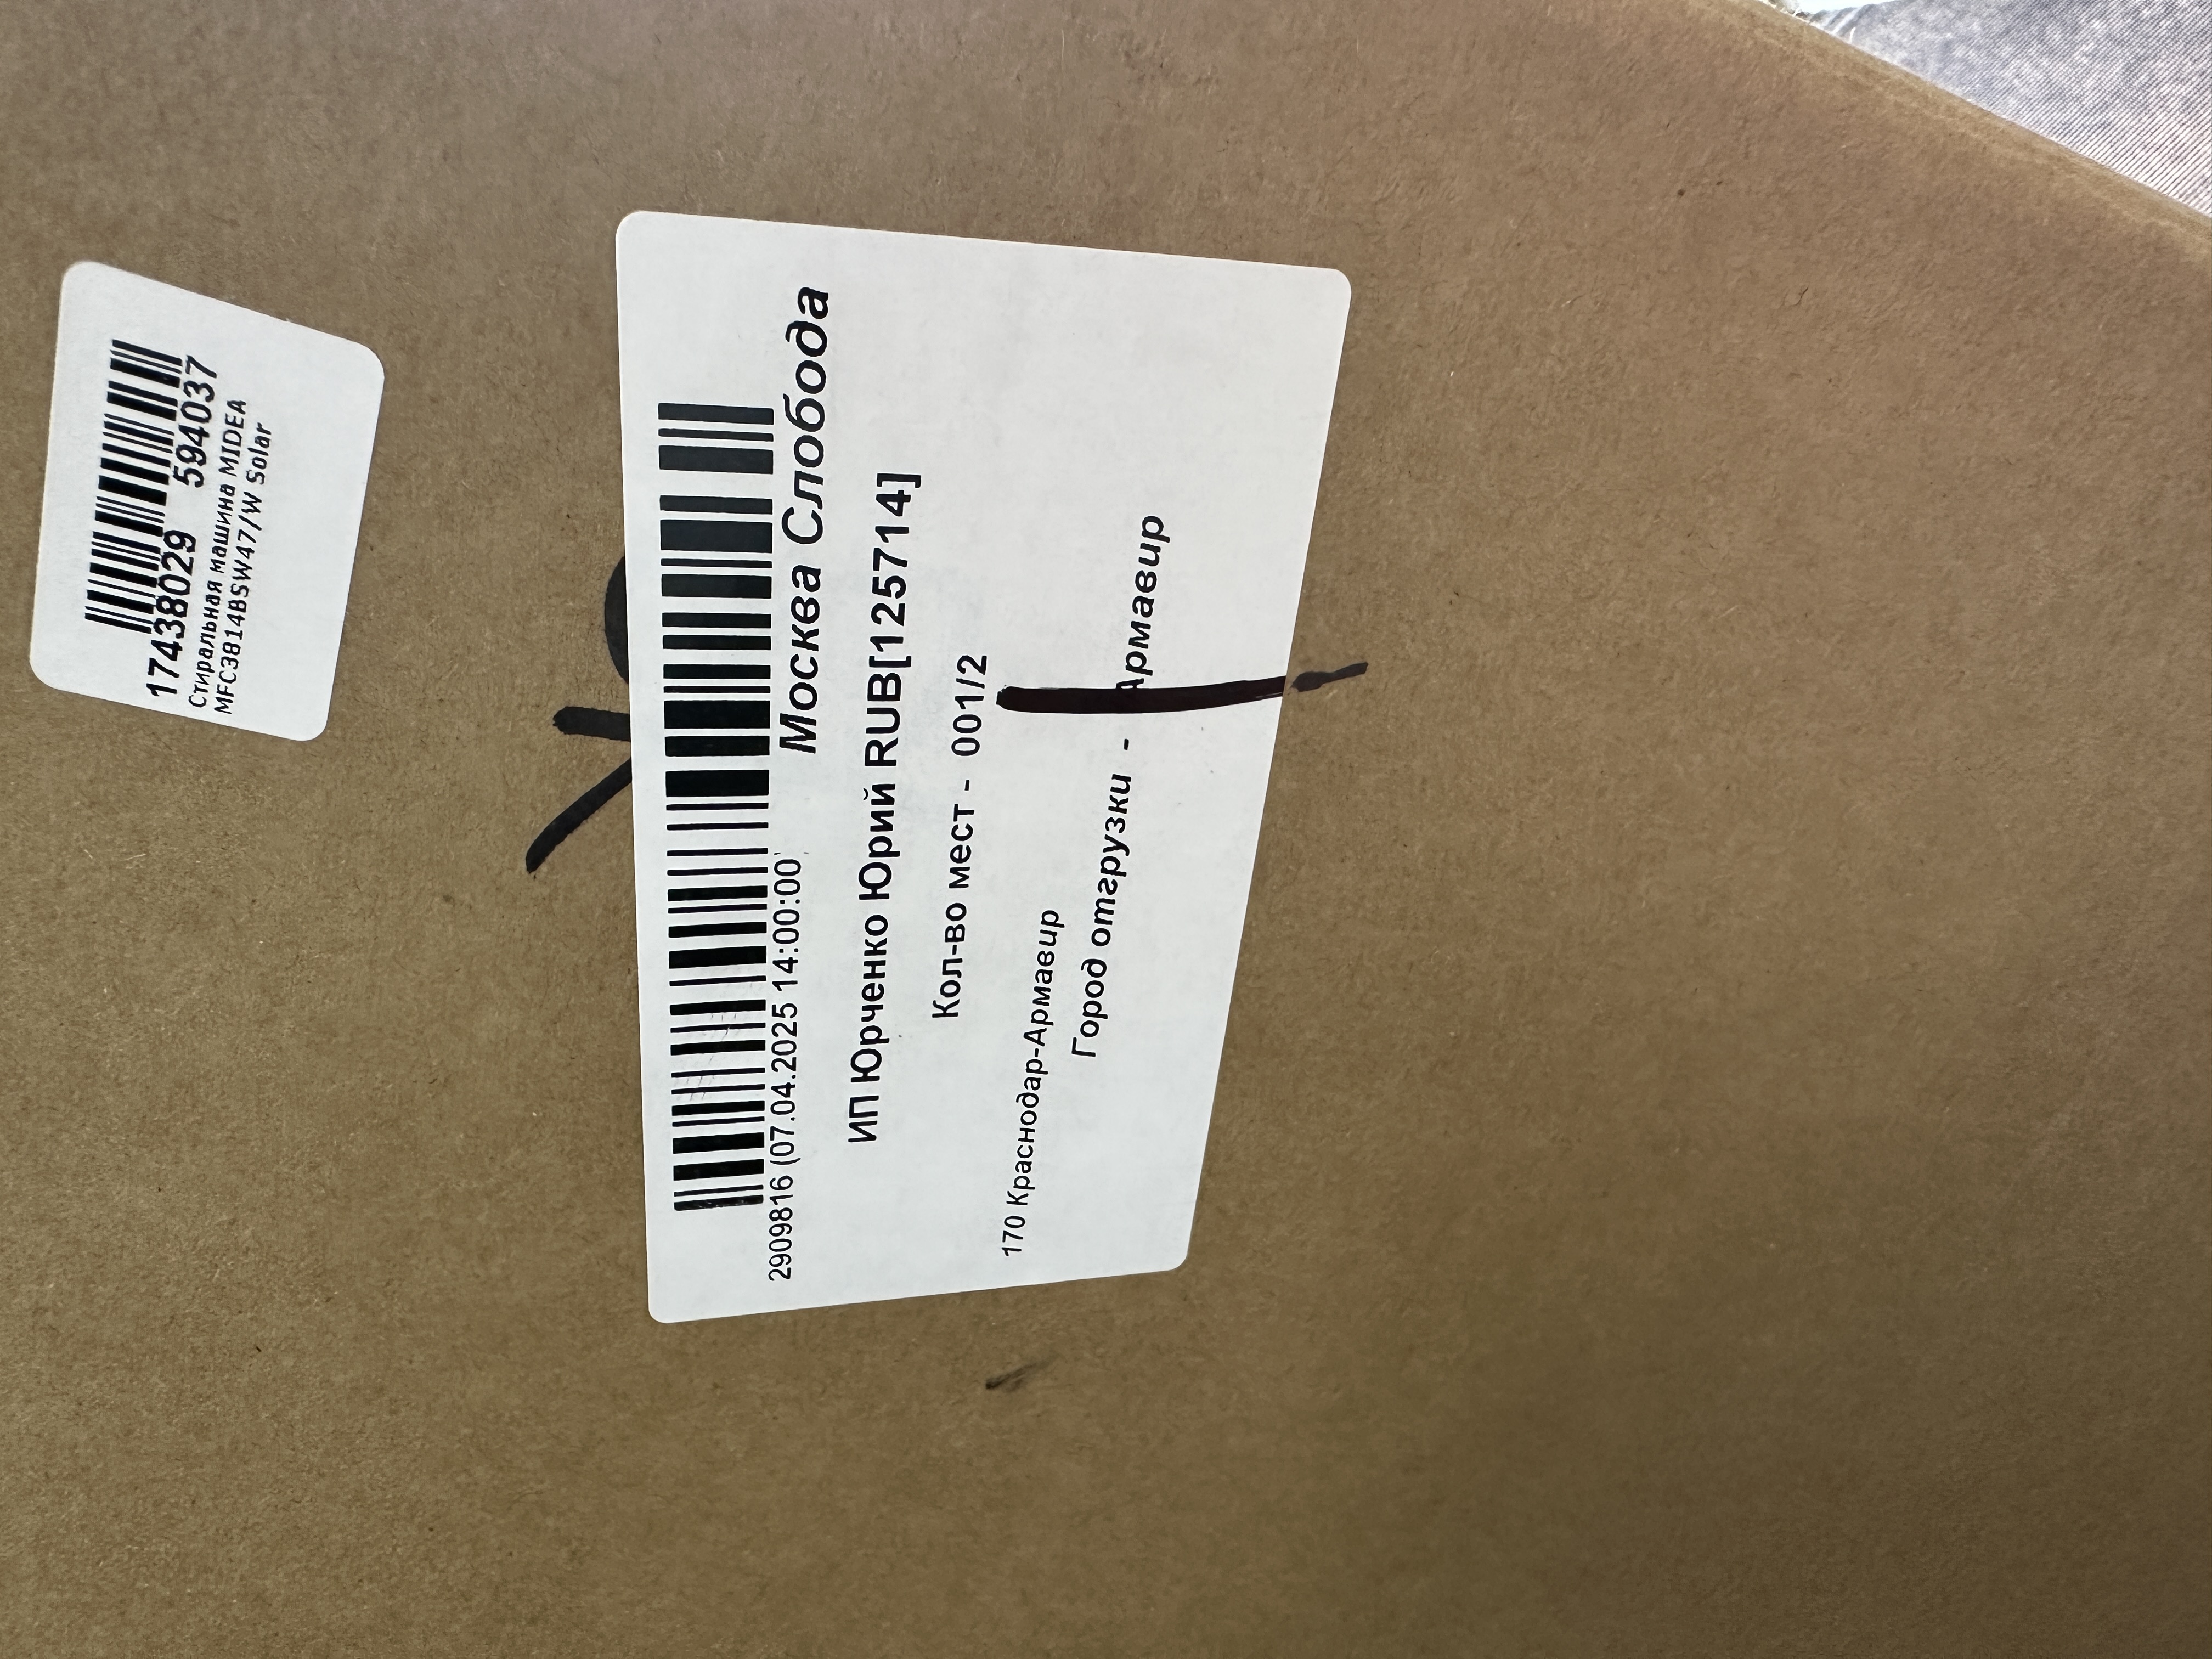 17438029 594037
Стиральная машина MIDEA
MFC3814BSW47/W Solar
2909816 (07.04.2025 14:00:00
Москва Слобода
ИП Юрченко Юрий RUB[125714]
Кол-во мест - 001/2
170 Краснодар-Армавир
Город отгрузки - Армавир